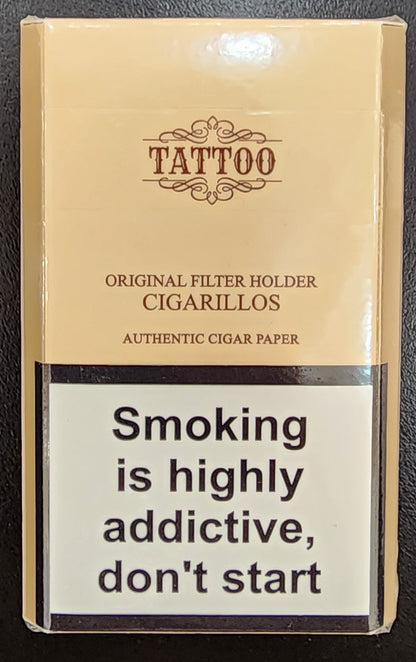 TATTOO
ORIGINAL FILTER HOLDER
CIGARILLOS
AUTHENTIC CIGAR PAPER
Smoking
is highly
addictive,
don't start